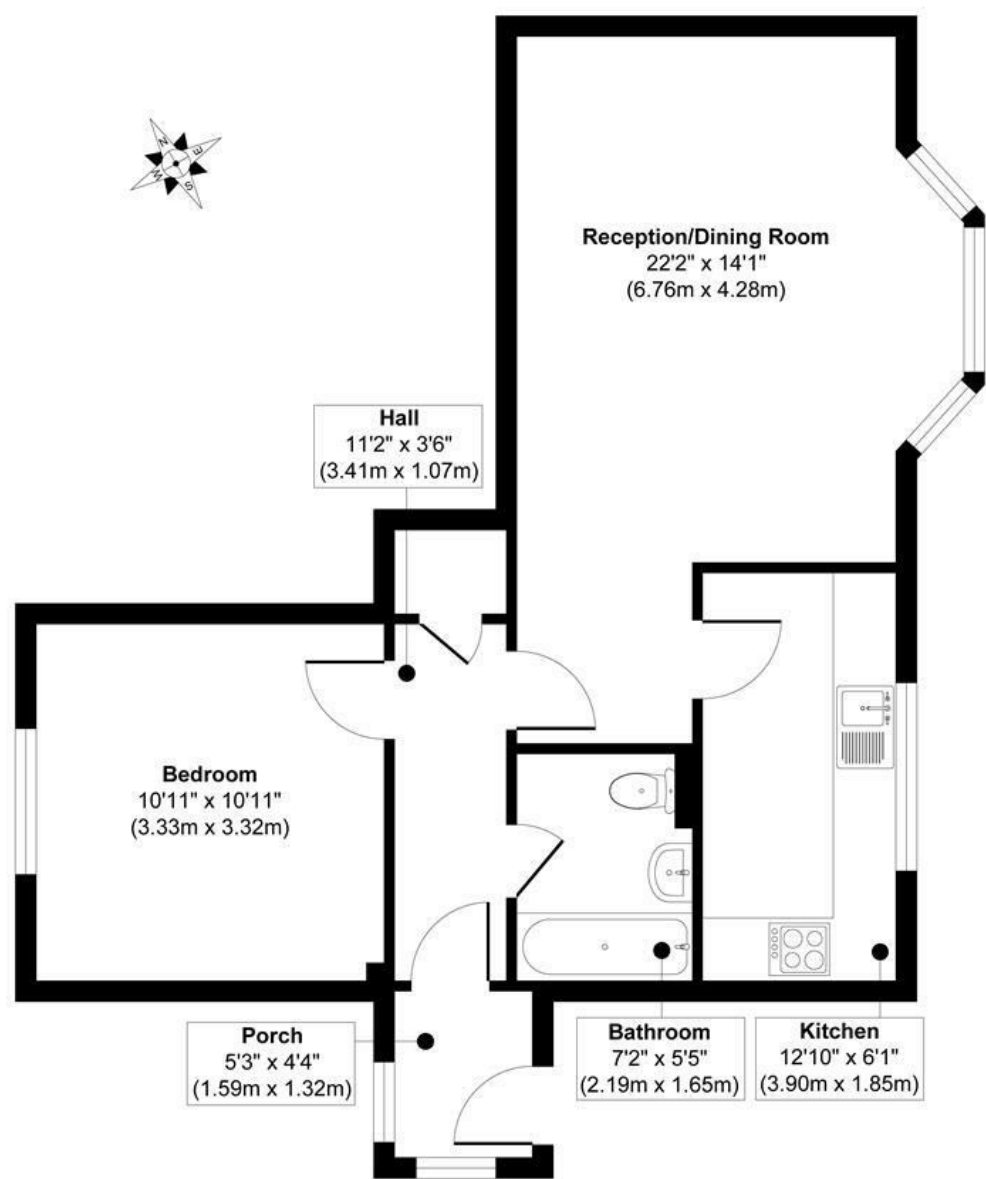 N
E
W
S
Reception/Dining Room
22'2" x 14'1"
(6.76m x 4.28m)
Hall
11'2" x 3'6"
(3.41m x 1.07m)
Bedroom
10'11" x 10'11"
(3.33m x 3.32m)
Porch
5'3" x 4'4"
(1.59m x 1.32m)
Bathroom
7'2" x 5'5"
(2.19m x 1.65m)
Kitchen
12'10" x 6'1"
(3.90m x 1.85m)